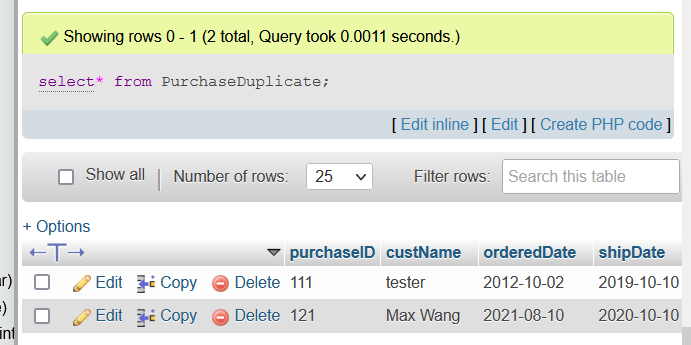 Showing rows 0 - 1 (2 total, Query took 0.0011 seconds.)
select* from PurchaseDuplicate;
[ Edit inline ] [ Edit ] [ Create PHP code ]
Show all | Number of rows: 25 Filter rows: Search this table
+ Options
←T→ purchaseID custName orderedDate shipDate
Edit Copy Delete 111 tester 2012-10-02 2019-10-10
Edit Copy Delete 121 Max Wang 2021-08-10 2020-10-10